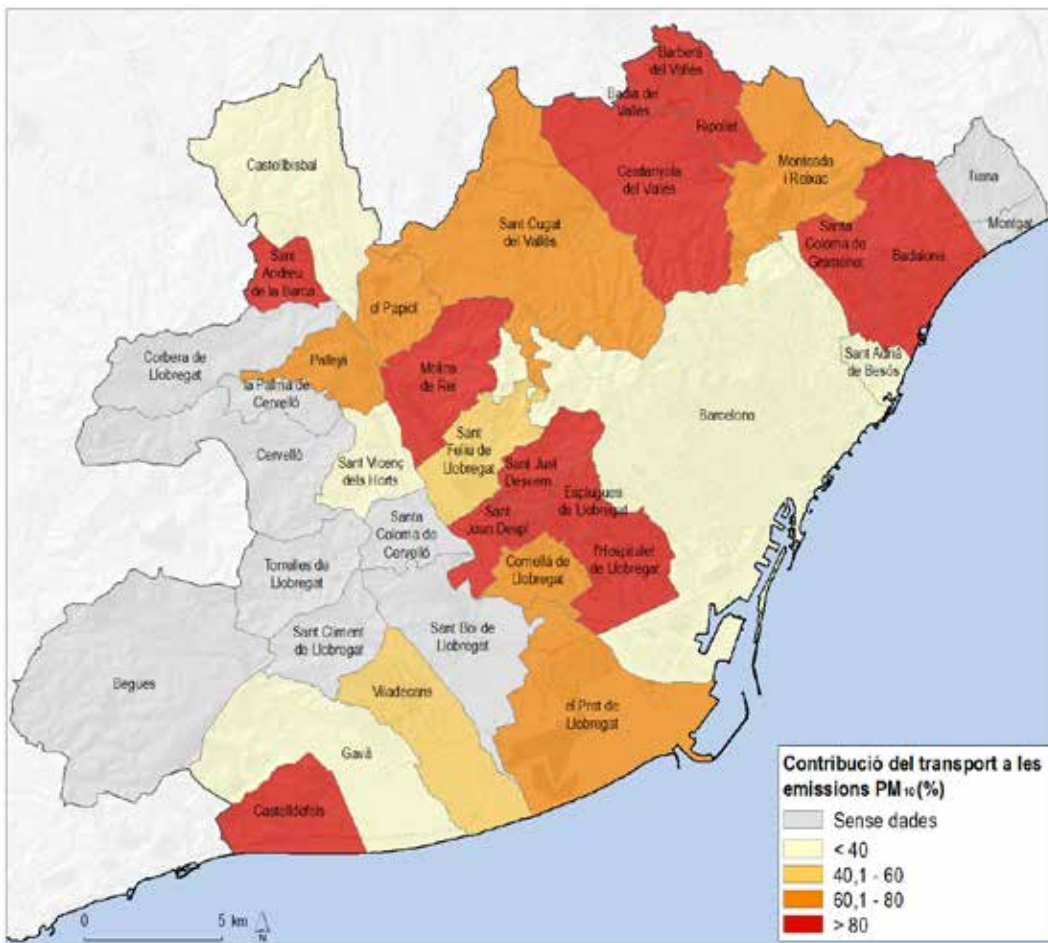 Barberà
del Vallès
Badia del
Vallès
Ripollet
Castellbisbal
Cerdanyola
del Vallès
Montcada
i Reixac
Tiana
Montgat
Sant Cugat
del Vallès
Santa
Coloma de
Gramenet
Badalona
Sant
Andreu
de la Barca
el Papiol
Corbera de
Llobregat
Pallejà
Molins
de Rei
Sant Adrià
de Besòs
la Palma de
Cervelló
Barcelona
Cervelló
Sant Vicenç
dels Horts
Sant
Feliu de
Llobregat
Sant Just
Desvern
Esplugues
de Llobregat
Santa
Coloma de
Cervelló
Sant
Joan Despí
l'Hospitalet
de Llobregat
Torrelles de
Llobregat
Cornellà de
Llobregat
Sant Climent
de Llobregat
Sant Boi de
Llobregat
Begues
Viladecans
el Prat de
Llobregat
Gavà
Castelldefels
Contribució del transport a les
emissions PM₁₀ (%)
Sense dades
< 40
40,1 - 60
60,1 - 80
> 80
0 5 km
N